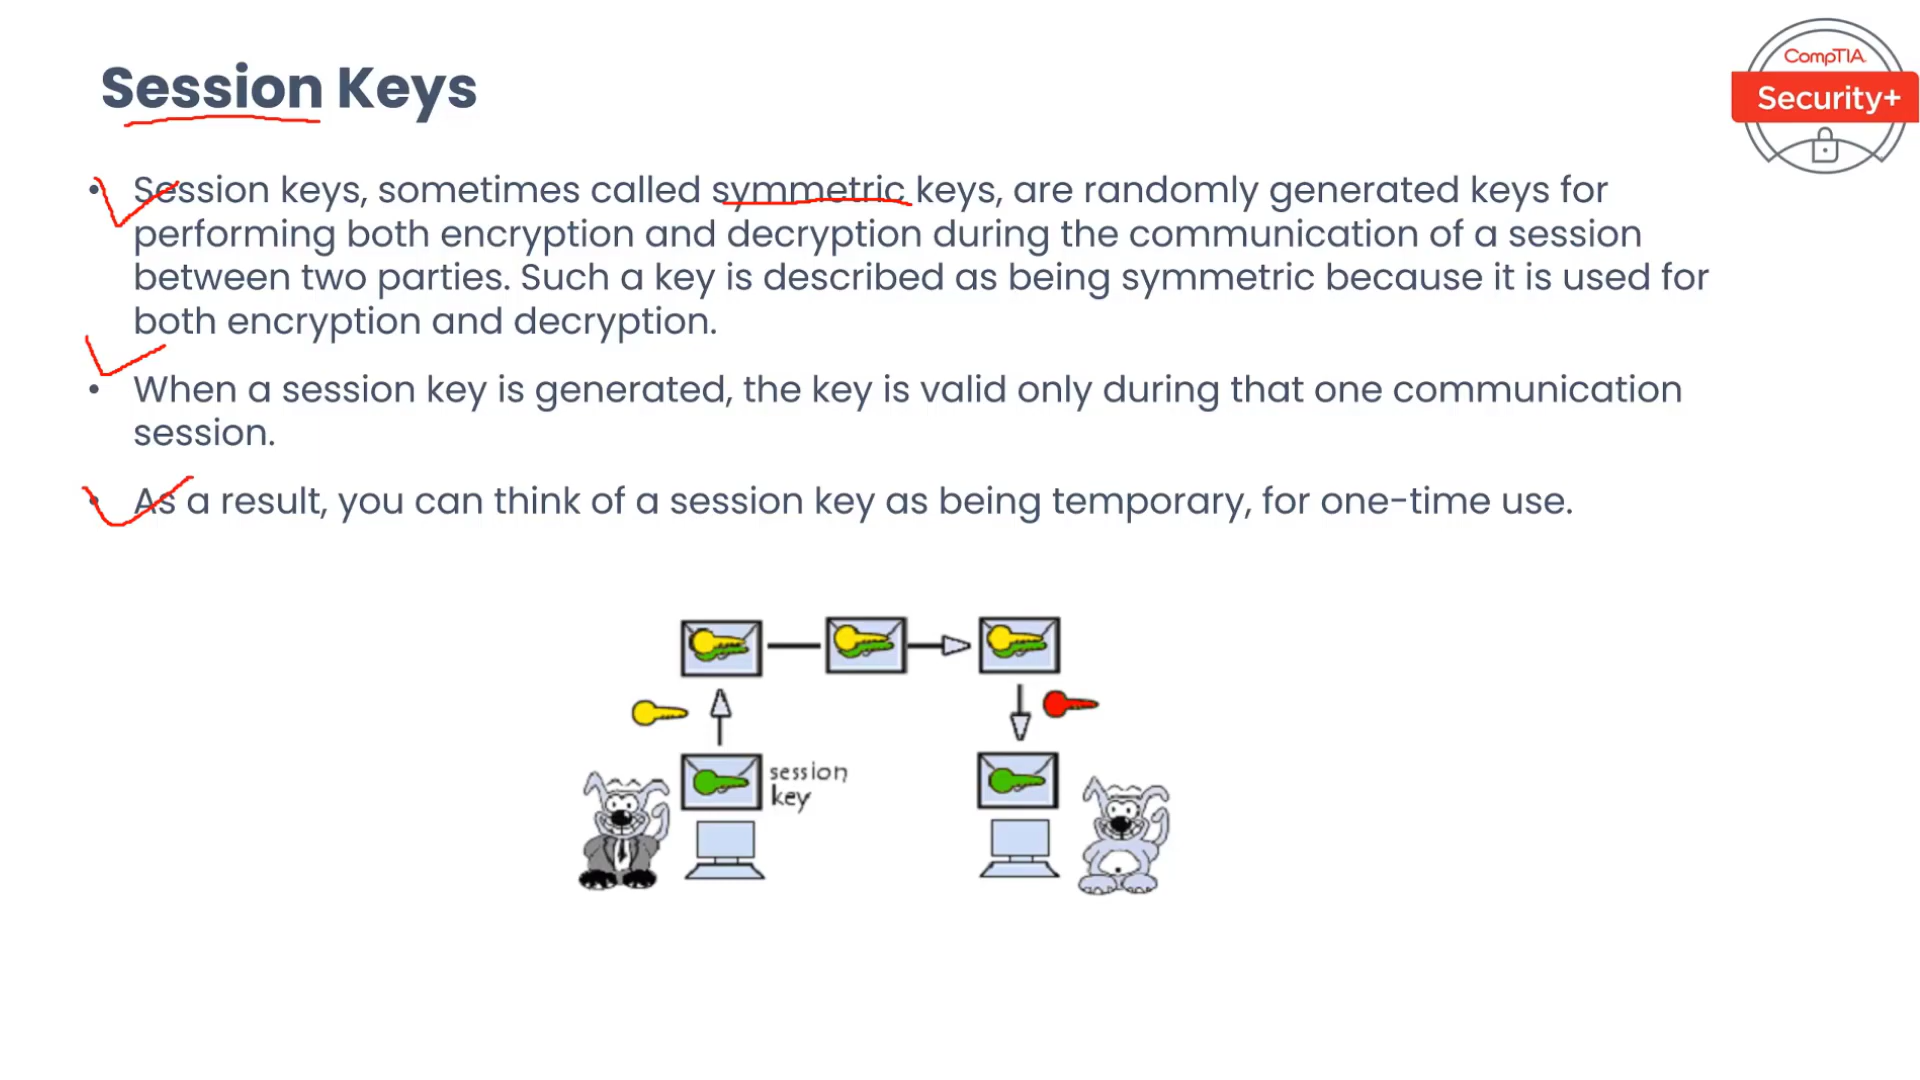 Session Keys
CompTIA.
Security+
• Session keys, sometimes called symmetric keys, are randomly generated keys for
performing both encryption and decryption during the communication of a session
between two parties. Such a key is described as being symmetric because it is used for
both encryption and decryption.
• When a session key is generated, the key is valid only during that one communication
session.
• As a result, you can think of a session key as being temporary, for one-time use.
session
key